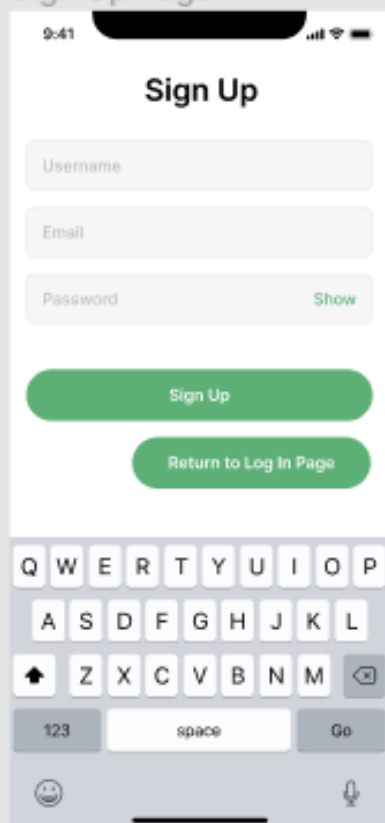 9:41
Sign Up
Username
Email
Password Show
Sign Up
Return to Log In Page
Q W E R T Y U I O P
A S D F G H J K L
Z X C V B N M
123 space Go